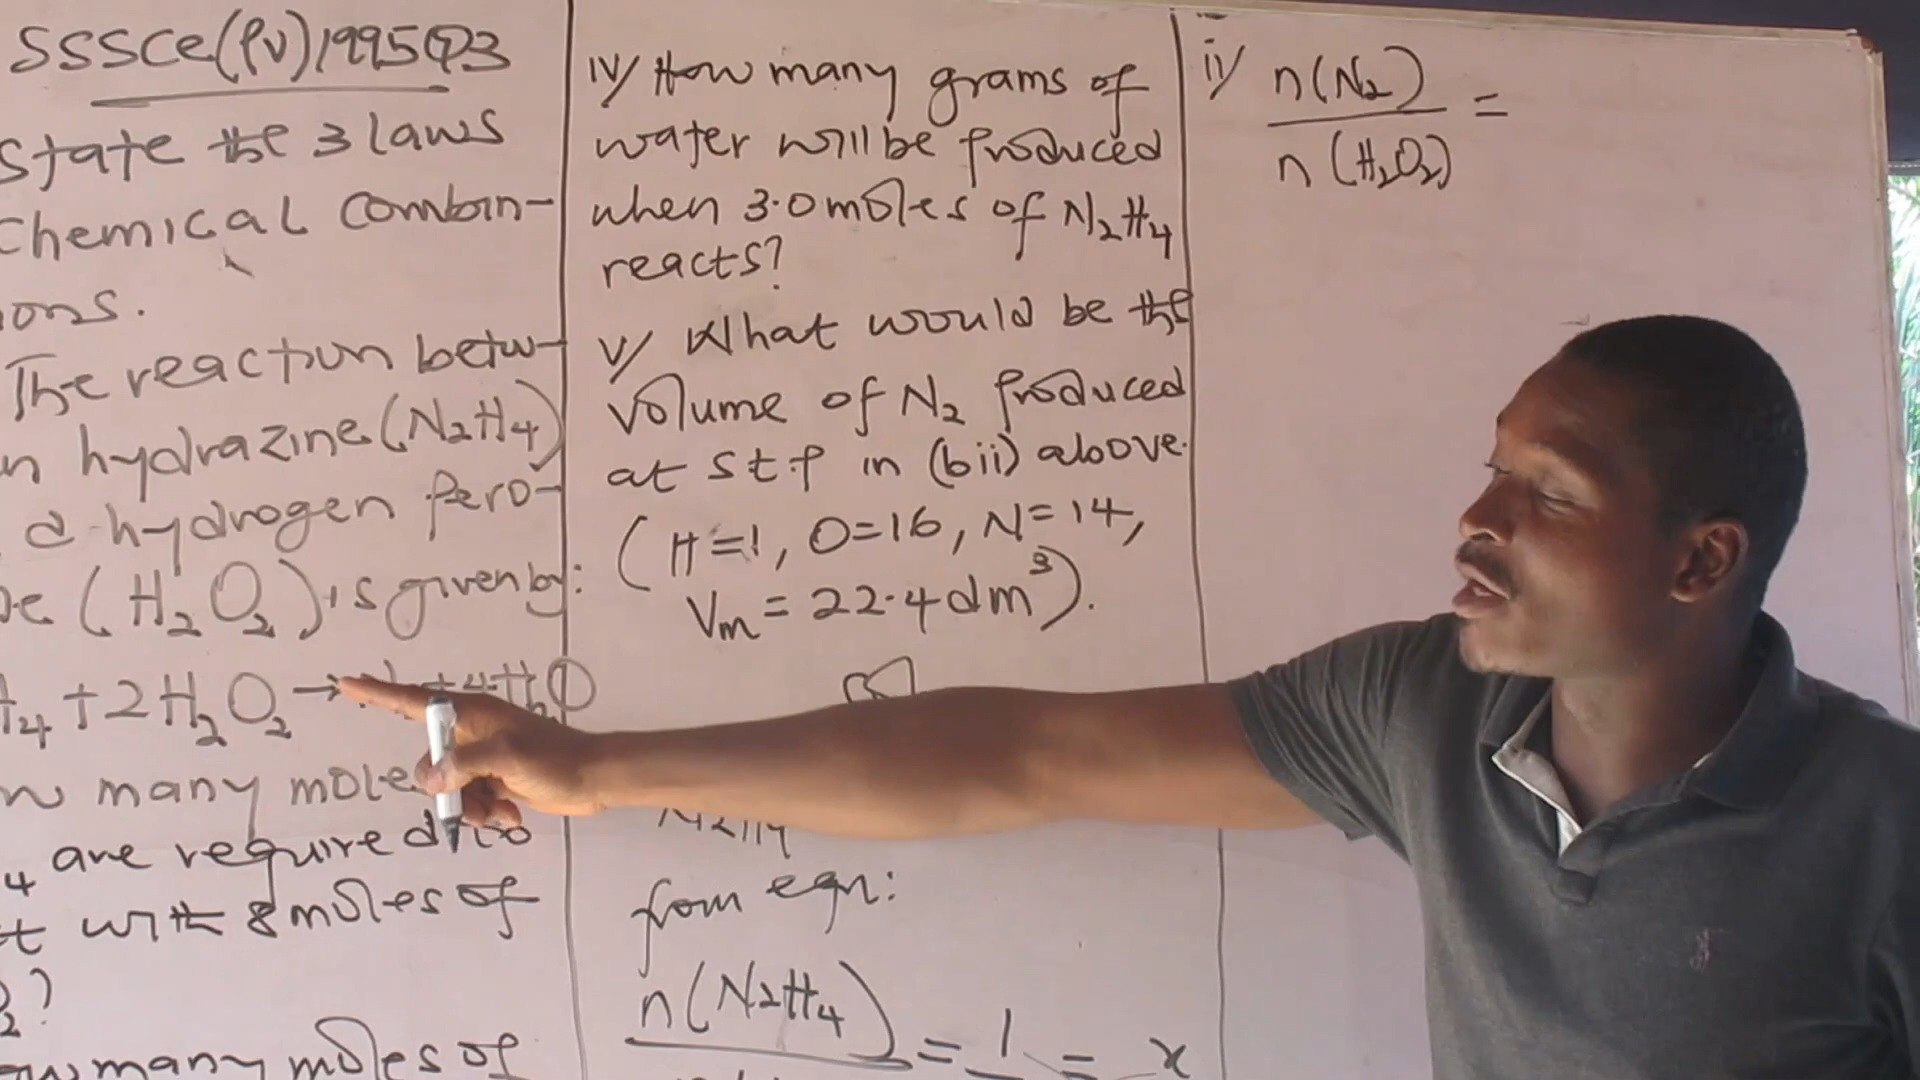 SSSCE(PV)1995Q3
State the 3 laws
Chemical Combin-
ions.
The reaction betw-
n hydrazine (N2H4)
d hydrogen pero-
de (H2O2) is given by:
H4 + 2H2O2 → + 4H2O
w many mole
4 are required to
t with 8 moles of
2?
ow many moles of
iv/ How many grams of
water will be produced
when 3.0 moles of N2H4
reacts?
v/ What would be the
volume of N2 produced
at s.t.p in (bii) above.
(H=1, O=16, N=14,
Vm = 22.4dm³).
N2H4
from eqn:
n(N2H4) = 1 = x
ii/ n(N2) =
n(H2O2)